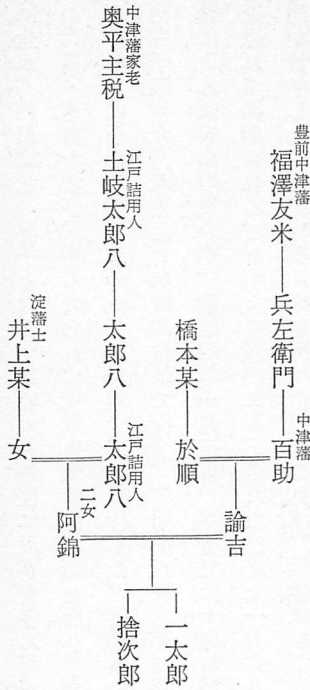 豊前中津藩
福澤友米
兵左衛門
中津藩
百助
橋本某
於順
諭吉
中津藩家老
奥平主税
江戸詰用人
土岐太郎八
太郎八
江戸詰用人
太郎八
淀藩士
井上某
女
二女
阿錦
一太郎
捨次郎